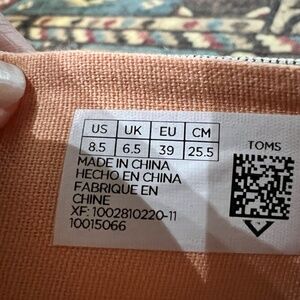 US UK EU CM TOMS
8.5 6.5 39 25.5
MADE IN CHINA
HECHO EN CHINA
FABRIQUE EN
CHINE
XF: 1002810220-11
10015066